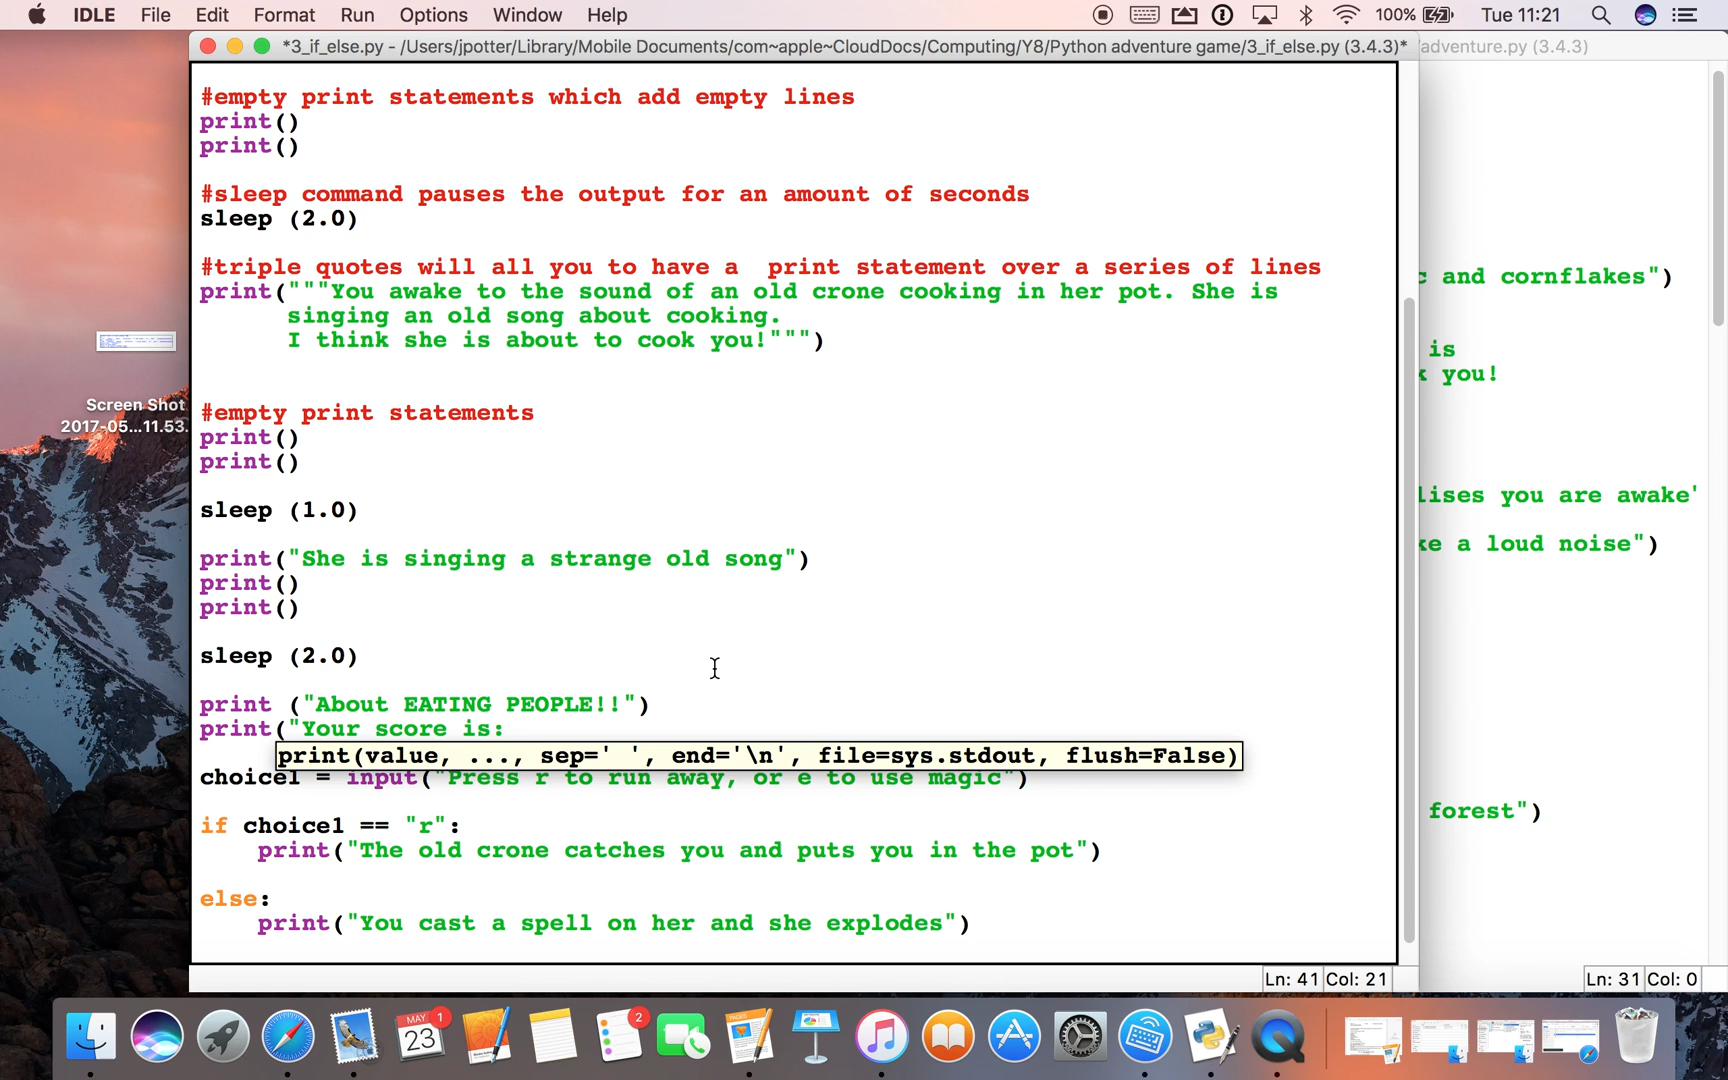 IDLE File Edit Format Run Options Window Help 100% Tue 11:21
*3_if_else.py - /Users/jpotter/Library/Mobile Documents/com~apple~CloudDocs/Computing/Y8/Python adventure game/3_if_else.py (3.4.3)*
adventure.py (3.4.3)
#empty print statements which add empty lines
print()
print()
#sleep command pauses the output for an amount of seconds
sleep (2.0)
#triple quotes will all you to have a  print statement over a series of lines
print("""You awake to the sound of an old crone cooking in her pot. She is
singing an old song about cooking.
I think she is about to cook you!""")
#empty print statements
print()
print()
sleep (1.0)
print("She is singing a strange old song")
print()
print()
sleep (2.0)
print ("About EATING PEOPLE!!")
print("Your score is:
print(value, ..., sep=' ', end='\n', file=sys.stdout, flush=False)
choice1 = input("Press r to run away, or e to use magic")
if choice1 == "r":
print("The old crone catches you and puts you in the pot")
else:
print("You cast a spell on her and she explodes")
Ln: 41 Col: 21
and cornflakes")
is
you!
lises you are awake'
ke a loud noise")
forest")
Ln: 31 Col: 0
Screen Shot
2017-05...11.53.
MAY
23
1
2
PAGES